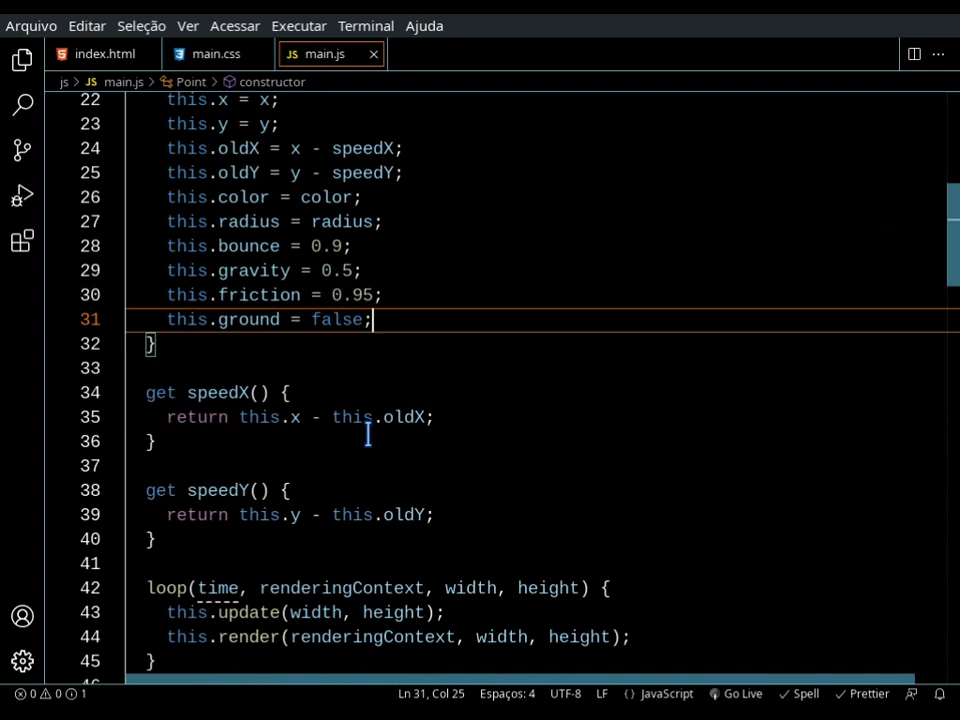 Arquivo Editar Seleção Ver Acessar Executar Terminal Ajuda
index.html main.css JS main.js
js > JS main.js > Point > constructor
22 this.x = x;
23 this.y = y;
24 this.oldX = x - speedX;
25 this.oldY = y - speedY;
26 this.color = color;
27 this.radius = radius;
28 this.bounce = 0.9;
29 this.gravity = 0.5;
30 this.friction = 0.95;
31 this.ground = false;
32 }
33
34 get speedX() {
35 return this.x - this.oldX;
36 }
37
38 get speedY() {
39 return this.y - this.oldY;
40 }
41
42 loop(time, renderingContext, width, height) {
43 this.update(width, height);
44 this.render(renderingContext, width, height);
45 }
0 0 1 Ln 31, Col 25 Espaços: 4 UTF-8 LF {} JavaScript Go Live Spell Prettier